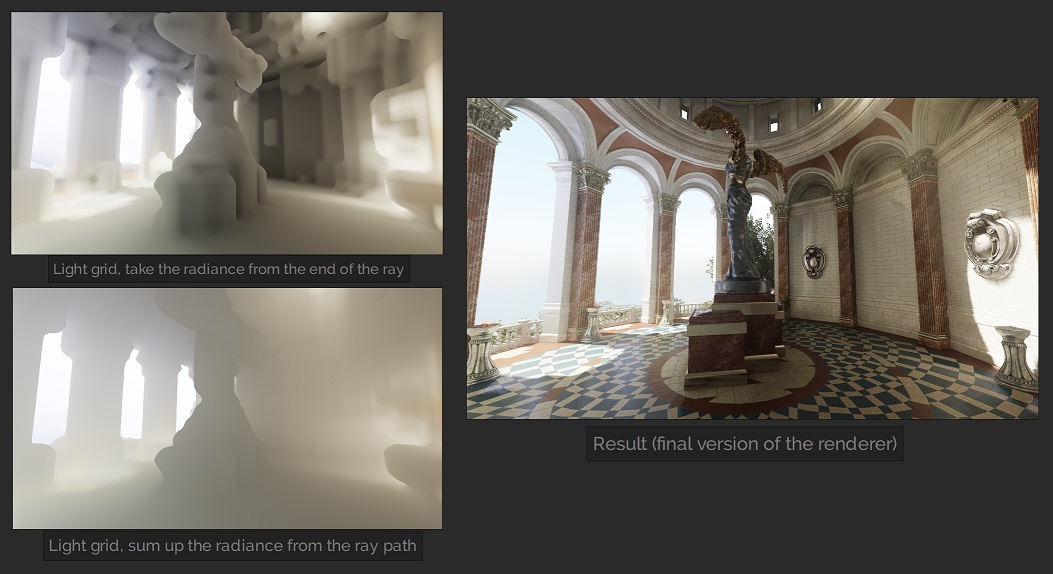 Light grid, take the radiance from the end of the ray
Light grid, sum up the radiance from the ray path
Result (final version of the renderer)